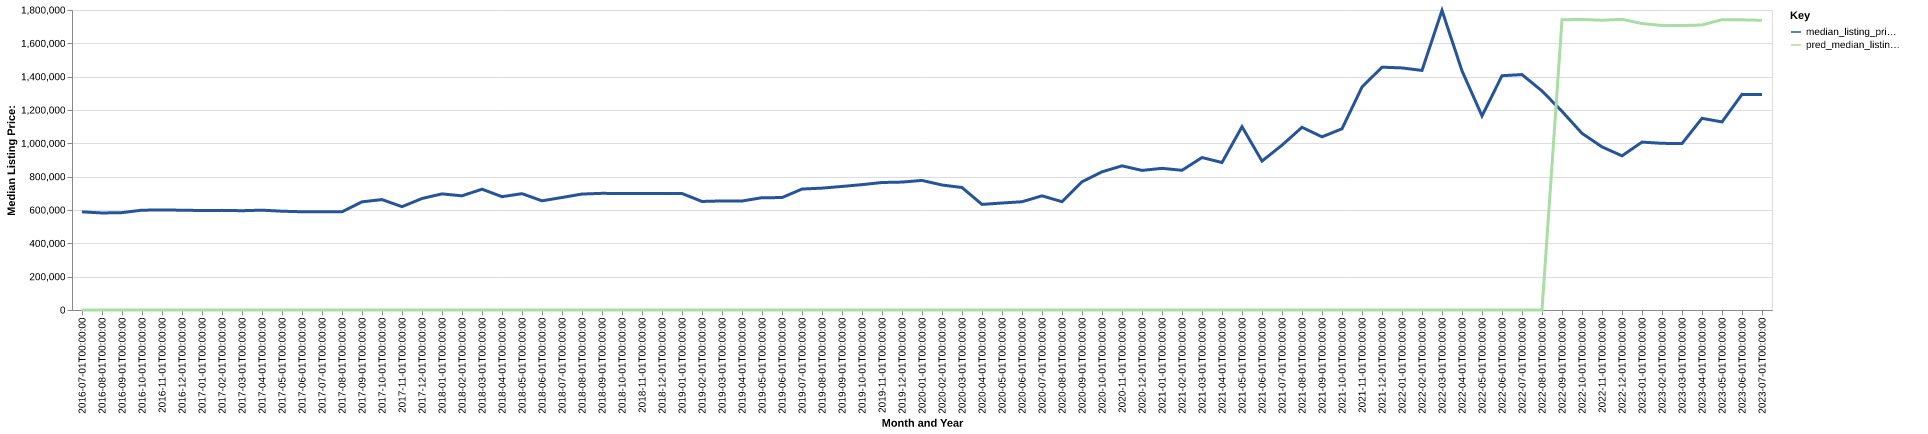 1,800,000
1,600,000
1,400,000
1,200,000
1,000,000
800,000
600,000
400,000
200,000
0
Median Listing Price:
2016-07-01T00:00:00
2016-08-01T00:00:00
2016-09-01T00:00:00
2016-10-01T00:00:00
2016-11-01T00:00:00
2016-12-01T00:00:00
2017-01-01T00:00:00
2017-02-01T00:00:00
2017-03-01T00:00:00
2017-04-01T00:00:00
2017-05-01T00:00:00
2017-06-01T00:00:00
2017-07-01T00:00:00
2017-08-01T00:00:00
2017-09-01T00:00:00
2017-10-01T00:00:00
2017-11-01T00:00:00
2017-12-01T00:00:00
2018-01-01T00:00:00
2018-02-01T00:00:00
2018-03-01T00:00:00
2018-04-01T00:00:00
2018-05-01T00:00:00
2018-06-01T00:00:00
2018-07-01T00:00:00
2018-08-01T00:00:00
2018-09-01T00:00:00
2018-10-01T00:00:00
2018-11-01T00:00:00
2018-12-01T00:00:00
2019-01-01T00:00:00
2019-02-01T00:00:00
2019-03-01T00:00:00
2019-04-01T00:00:00
2019-05-01T00:00:00
2019-06-01T00:00:00
2019-07-01T00:00:00
2019-08-01T00:00:00
2019-09-01T00:00:00
2019-10-01T00:00:00
2019-11-01T00:00:00
2019-12-01T00:00:00
2020-01-01T00:00:00
2020-02-01T00:00:00
2020-03-01T00:00:00
2020-04-01T00:00:00
2020-05-01T00:00:00
2020-06-01T00:00:00
2020-07-01T00:00:00
2020-08-01T00:00:00
2020-09-01T00:00:00
2020-10-01T00:00:00
2020-11-01T00:00:00
2020-12-01T00:00:00
2021-01-01T00:00:00
2021-02-01T00:00:00
2021-03-01T00:00:00
2021-04-01T00:00:00
2021-05-01T00:00:00
2021-06-01T00:00:00
2021-07-01T00:00:00
2021-08-01T00:00:00
2021-09-01T00:00:00
2021-10-01T00:00:00
2021-11-01T00:00:00
2021-12-01T00:00:00
2022-01-01T00:00:00
2022-02-01T00:00:00
2022-03-01T00:00:00
2022-04-01T00:00:00
2022-05-01T00:00:00
2022-06-01T00:00:00
2022-07-01T00:00:00
2022-08-01T00:00:00
2022-09-01T00:00:00
2022-10-01T00:00:00
2022-11-01T00:00:00
2022-12-01T00:00:00
2023-01-01T00:00:00
2023-02-01T00:00:00
2023-03-01T00:00:00
2023-04-01T00:00:00
2023-05-01T00:00:00
2023-06-01T00:00:00
2023-07-01T00:00:00
Month and Year
Key
median_listing_pri…
pred_median_listin…